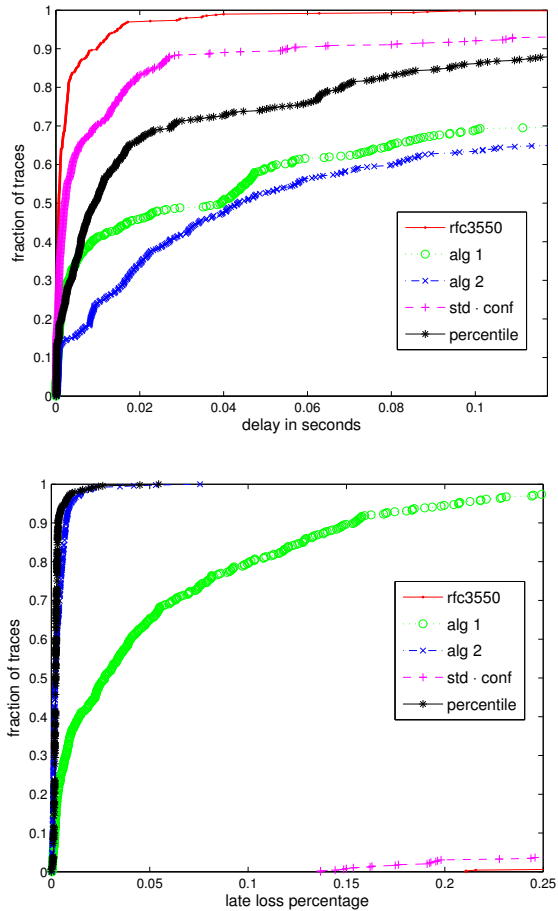 1
0.9
0.8
0.7
0.6
0.5
0.4
0.3
0.2
0.1
0
fraction of traces
rfc3550
alg 1
alg 2
std · conf
percentile
0 0.02 0.04 0.06 0.08 0.1
delay in seconds
1
0.9
0.8
0.7
0.6
0.5
0.4
0.3
0.2
0.1
0
fraction of traces
rfc3550
alg 1
alg 2
std · conf
percentile
0 0.05 0.1 0.15 0.2 0.25
late loss percentage